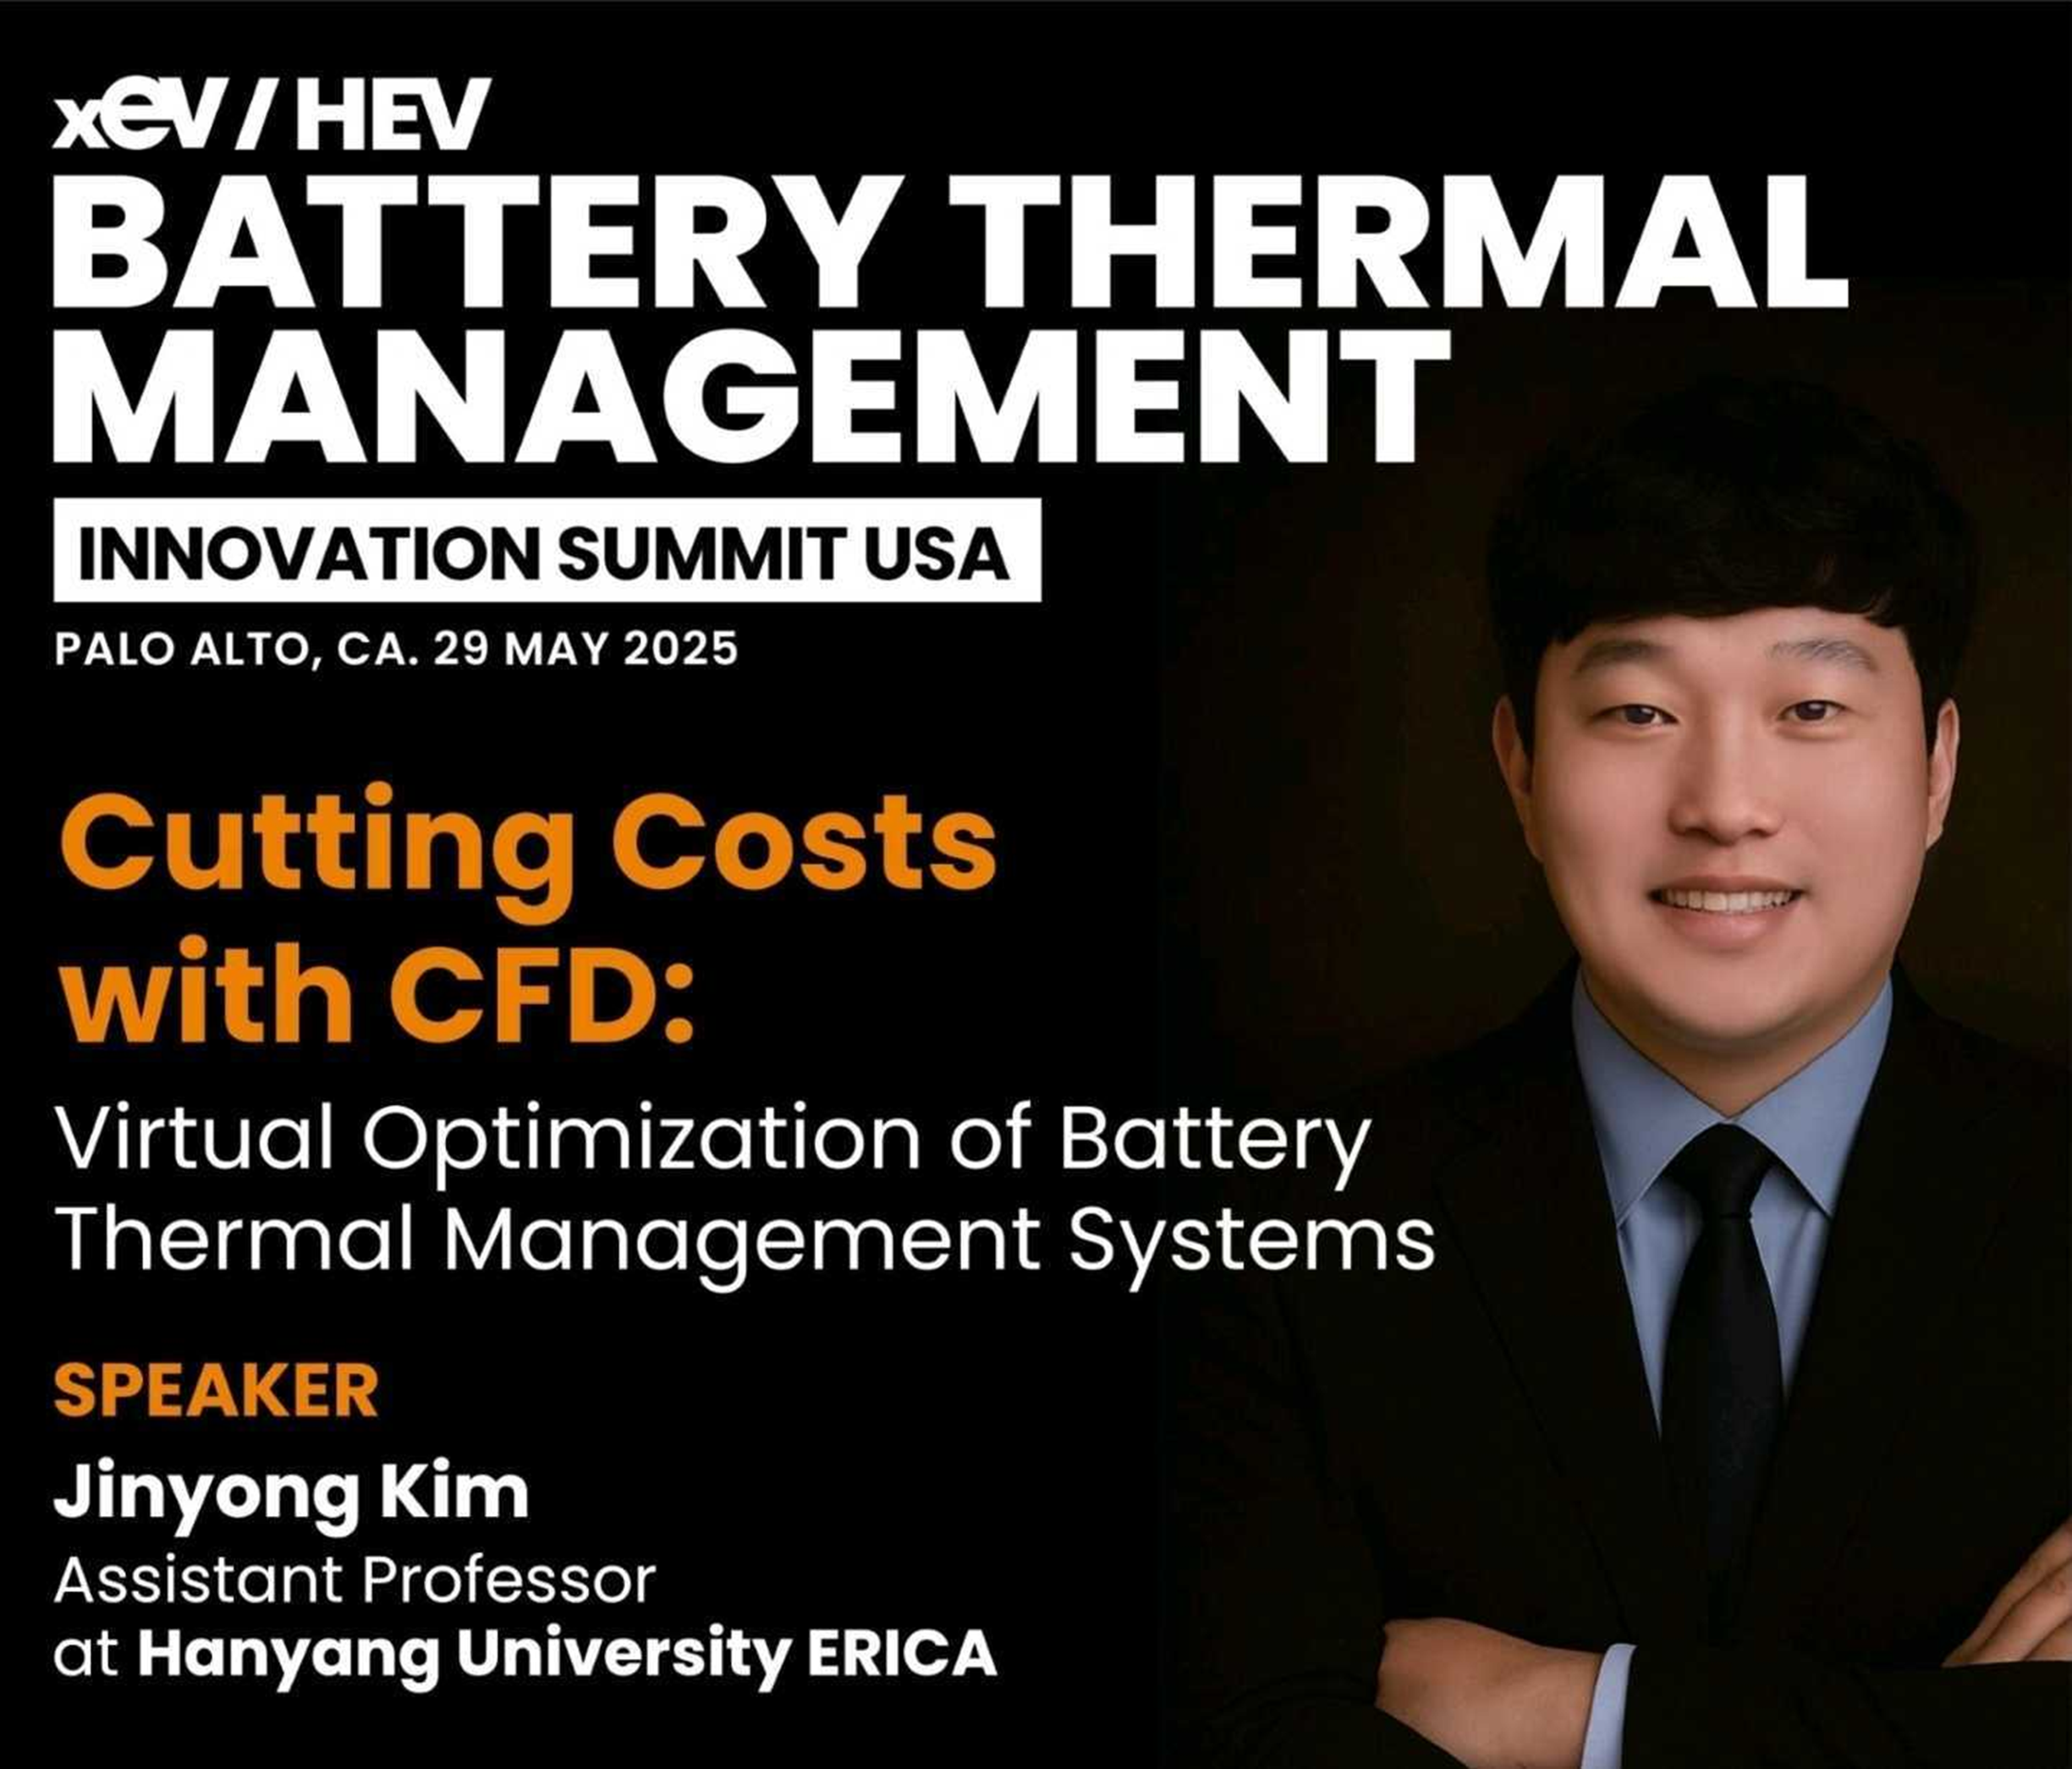 xeV / HEV
BATTERY THERMAL
MANAGEMENT
INNOVATION SUMMIT USA
PALO ALTO, CA. 29 MAY 2025
Cutting Costs
with CFD:
Virtual Optimization of Battery
Thermal Management Systems
SPEAKER
Jinyong Kim
Assistant Professor
at Hanyang University ERICA